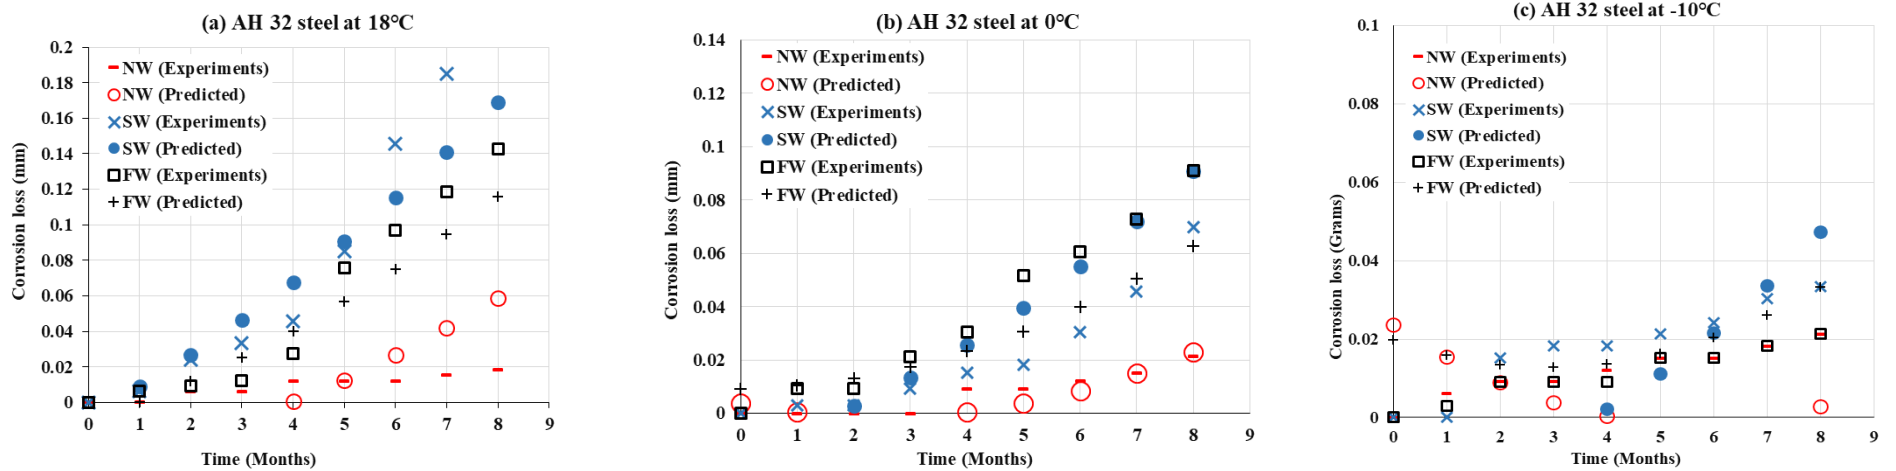 (a) AH 32 steel at 18°C
Corrosion loss (mm)
0.2
0.18
0.16
0.14
0.12
0.1
0.08
0.06
0.04
0.02
0
NW (Experiments)
NW (Predicted)
SW (Experiments)
SW (Predicted)
FW (Experiments)
FW (Predicted)
0 1 2 3 4 5 6 7 8 9
Time (Months)
(b) AH 32 steel at 0°C
Corrosion loss (mm)
0.14
0.12
0.1
0.08
0.06
0.04
0.02
0
NW (Experiments)
NW (Predicted)
SW (Experiments)
SW (Predicted)
FW (Experiments)
FW (Predicted)
0 1 2 3 4 5 6 7 8 9
Time (Months)
(c) AH 32 steel at -10°C
Corrosion loss (Grams)
0.1
0.08
0.06
0.04
0.02
0
NW (Experiments)
NW (Predicted)
SW (Experiments)
SW (Predicted)
FW (Experiments)
FW (Predicted)
0 1 2 3 4 5 6 7 8 9
Time (Months)